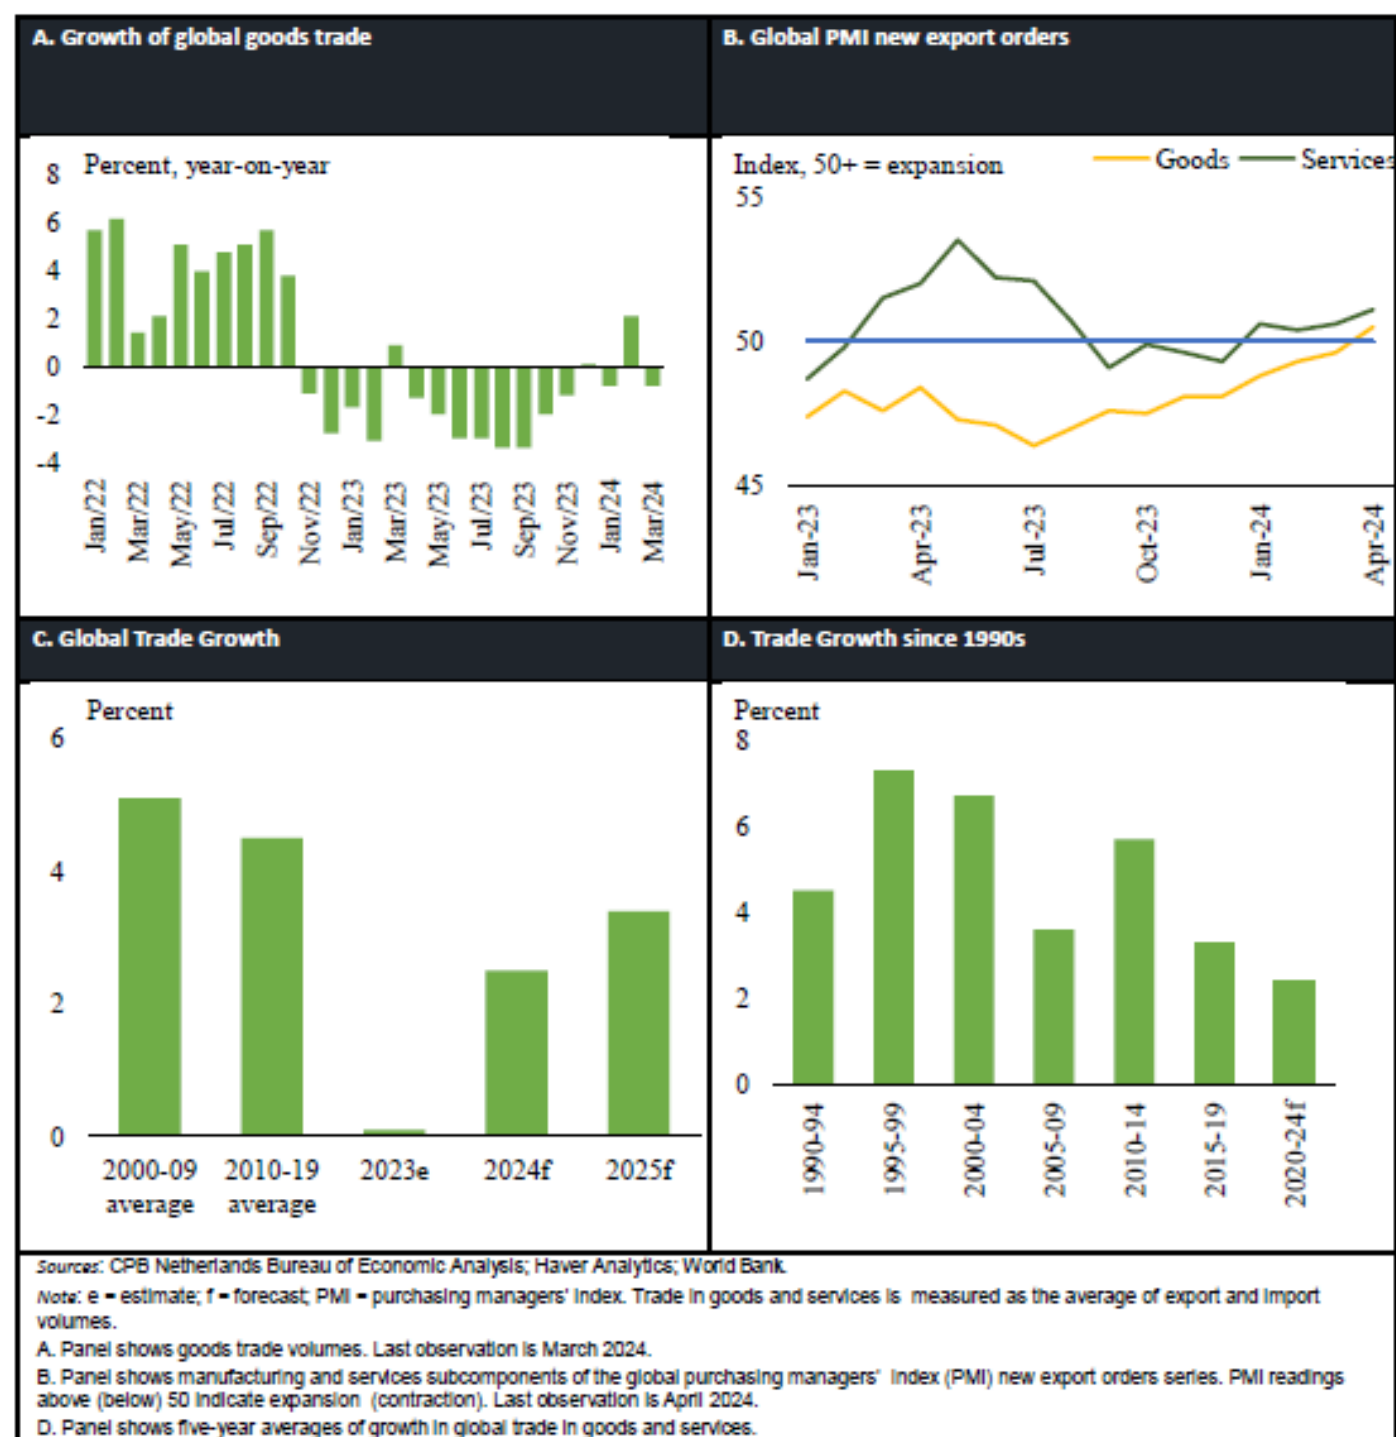 A. Growth of global goods trade
B. Global PMI new export orders
Percent, year-on-year
8
6
4
2
0
-2
-4
Jan/22
Mar/22
May/22
Jul/22
Sep/22
Nov/22
Jan/23
Mar/23
May/23
Jul/23
Sep/23
Nov/23
Jan/24
Mar/24
Index, 50+ = expansion
Goods
Services
55
50
45
Jan-23
Apr-23
Jul-23
Oct-23
Jan-24
Apr-24
C. Global Trade Growth
D. Trade Growth since 1990s
Percent
6
4
2
0
2000-09 average
2010-19 average
2023e
2024f
2025f
Percent
8
6
4
2
0
1990-94
1995-99
2000-04
2005-09
2010-14
2015-19
2020-24f
Sources: CPB Netherlands Bureau of Economic Analysis; Haver Analytics; World Bank.
Note: e = estimate; f = forecast; PMI = purchasing managers' index. Trade in goods and services is measured as the average of export and import
volumes.
A. Panel shows goods trade volumes. Last observation is March 2024.
B. Panel shows manufacturing and services subcomponents of the global purchasing managers' index (PMI) new export orders series. PMI readings
above (below) 50 indicate expansion (contraction). Last observation is April 2024.
D. Panel shows five-year averages of growth in global trade in goods and services.